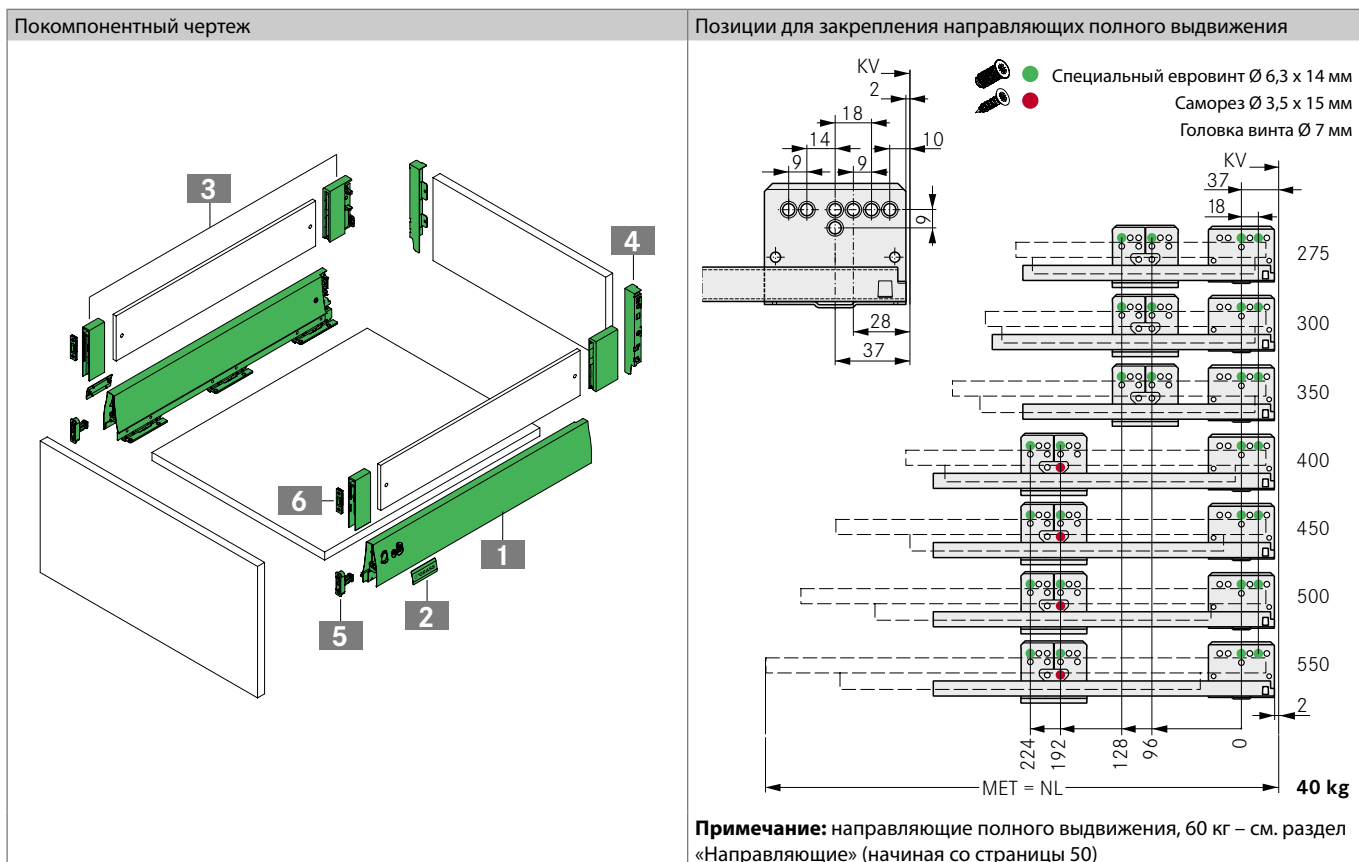 Покомпонентный чертеж
3
4
6
1
2
5
Позиции для закрепления направляющих полного выдвижения
Специальный евровинт Ø 6,3 x 14 мм
Саморез Ø 3,5 x 15 мм
Головка винта Ø 7 мм
KV
2
18
14
10
9
9
9
28
37
KV
37
18
275
300
350
400
450
500
550
2
224
192
128
96
0
MET = NL
40 kg
Примечание: направляющие полного выдвижения, 60 кг – см. раздел
«Направляющие» (начиная со страницы 50)